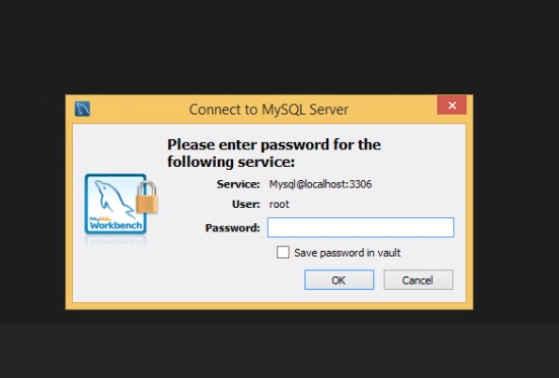 Connect to MySQL Server
Please enter password for the
following service:
Service: Mysql@localhost:3306
User: root
Password:
MySQL
Workbench
Save password in vault
OK Cancel